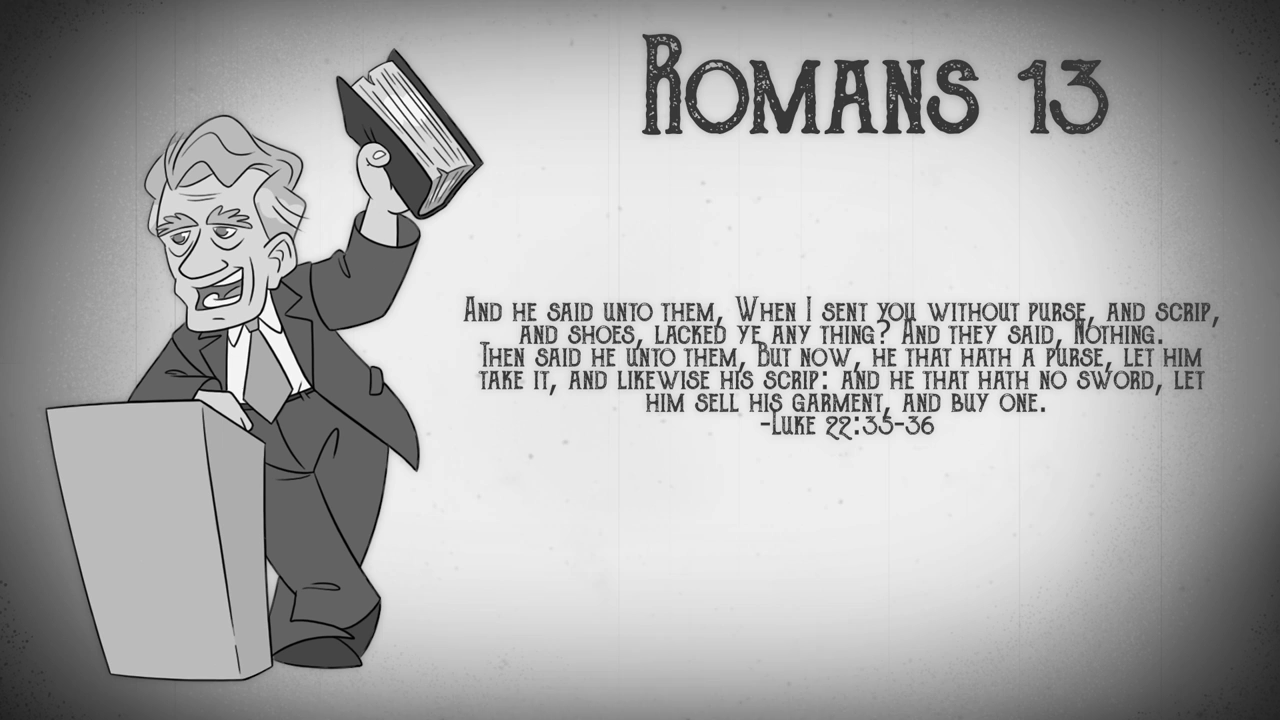 Romans 13
And he said unto them, When I sent you without purse, and scrip,
and shoes, lacked ye any thing? And they said, Nothing.
Then said he unto them, But now, he that hath a purse, let him
take it, and likewise his scrip: and he that hath no sword, let
him sell his garment, and buy one.
-Luke 22:35-36